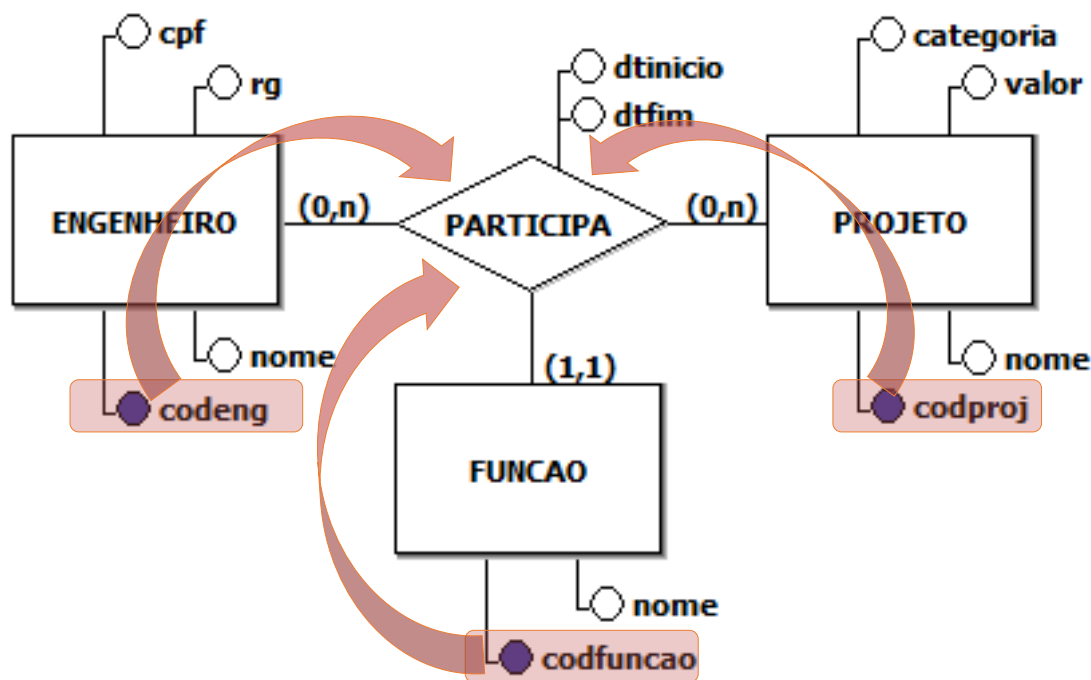 cpf
rg
ENGENHEIRO
nome
codeng
(0,n)
dtinicio
dtfim
PARTICIPA
(0,n)
categoria
valor
PROJETO
nome
codproj
(1,1)
FUNCAO
nome
codfuncao